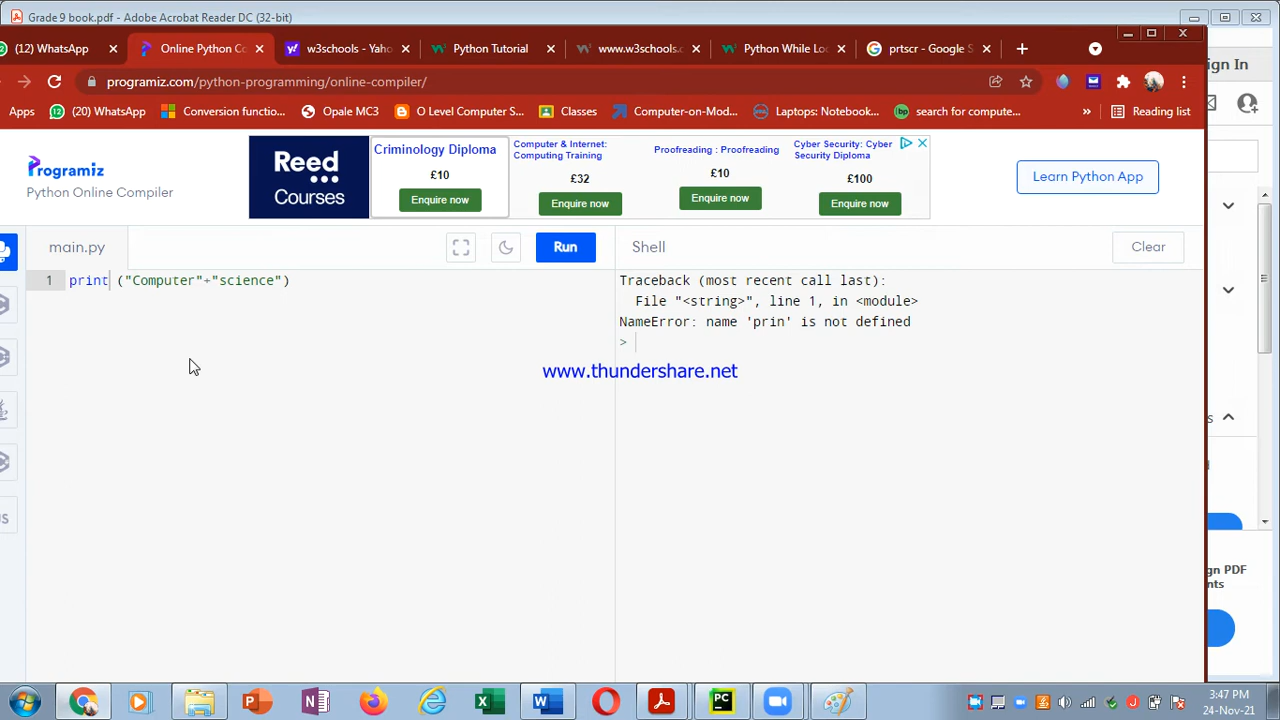 Grade 9 book.pdf - Adobe Acrobat Reader DC (32-bit)
(12) WhatsApp
Online Python Co
w3schools - Yaho
Python Tutorial
www.w3schools.c
Python While Loo
prtscr - Google S
Sign In
programiz.com/python-programming/online-compiler/
Apps
(20) WhatsApp
Conversion functio...
Opale MC3
O Level Computer S...
Classes
Computer-on-Mod...
Laptops: Notebook...
search for compute...
»
Reading list
Programiz
Python Online Compiler
Reed
Courses
Criminology Diploma
£10
Enquire now
Computer & Internet:
Computing Training
£32
Enquire now
Proofreading : Proofreading
£10
Enquire now
Cyber Security: Cyber
Security Diploma
£100
Enquire now
Learn Python App
main.py
Run
Shell
Clear
1 print ("Computer"+"science")
Traceback (most recent call last):
File "<string>", line 1, in <module>
NameError: name 'prin' is not defined
>
www.thundershare.net
3:47 PM
24-Nov-21